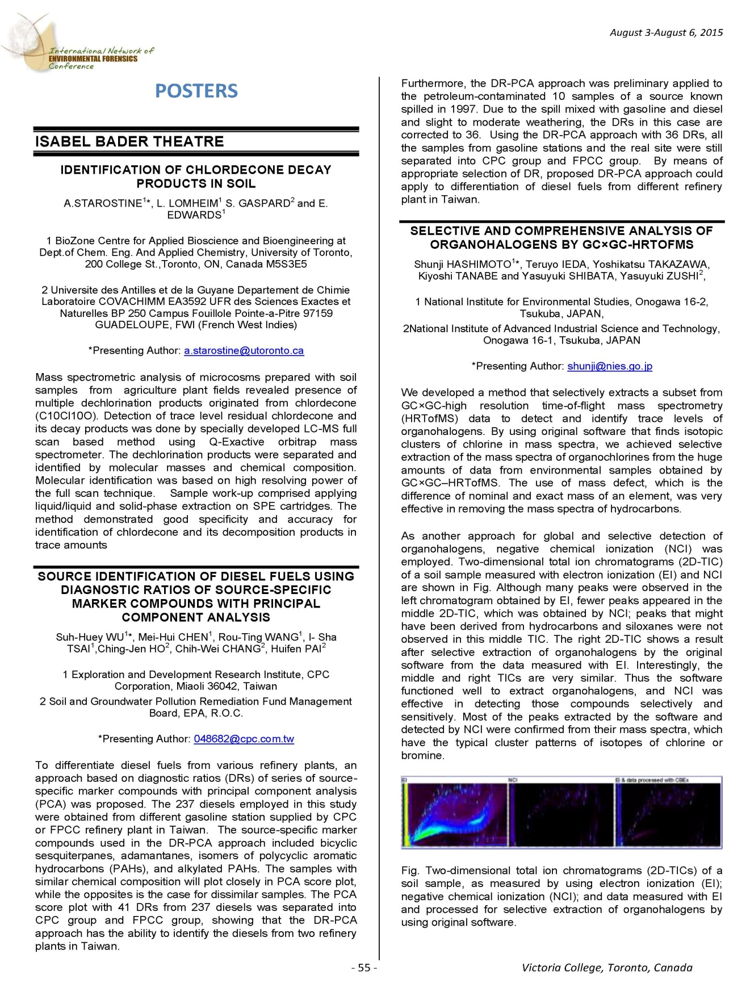 International Network of
ENVIRONMENTAL FORENSICS
Conference
August 3-August 6, 2015
POSTERS
ISABEL BADER THEATRE
IDENTIFICATION OF CHLORDECONE DECAY
PRODUCTS IN SOIL
A.STAROSTINE1*, L. LOMHEIM1 S. GASPARD2 and E.
EDWARDS1
1 BioZone Centre for Applied Bioscience and Bioengineering at
Dept.of Chem. Eng. And Applied Chemistry, University of Toronto,
200 College St.,Toronto, ON, Canada M5S3E5
2 Universite des Antilles et de la Guyane Departement de Chimie
Laboratoire COVACHIMM EA3592 UFR des Sciences Exactes et
Naturelles BP 250 Campus Fouillole Pointe-a-Pitre 97159
GUADELOUPE, FWI (French West Indies)
*Presenting Author: a.starostine@utoronto.ca
Mass spectrometric analysis of microcosms prepared with soil
samples from agriculture plant fields revealed presence of
multiple dechlorination products originated from chlordecone
(C10Cl10O). Detection of trace level residual chlordecone and
its decay products was done by specially developed LC-MS full
scan based method using Q-Exactive orbitrap mass
spectrometer. The dechlorination products were separated and
identified by molecular masses and chemical composition.
Molecular identification was based on high resolving power of
the full scan technique. Sample work-up comprised applying
liquid/liquid and solid-phase extraction on SPE cartridges. The
method demonstrated good specificity and accuracy for
identification of chlordecone and its decomposition products in
trace amounts
SOURCE IDENTIFICATION OF DIESEL FUELS USING
DIAGNOSTIC RATIOS OF SOURCE-SPECIFIC
MARKER COMPOUNDS WITH PRINCIPAL
COMPONENT ANALYSIS
Suh-Huey WU1*, Mei-Hui CHEN1, Rou-Ting WANG1, I- Sha
TSAI1,Ching-Jen HO2, Chih-Wei CHANG2, Huifen PAI2
1 Exploration and Development Research Institute, CPC
Corporation, Miaoli 36042, Taiwan
2 Soil and Groundwater Pollution Remediation Fund Management
Board, EPA, R.O.C.
*Presenting Author: 048682@cpc.com.tw
To differentiate diesel fuels from various refinery plants, an
approach based on diagnostic ratios (DRs) of series of source-
specific marker compounds with principal component analysis
(PCA) was proposed. The 237 diesels employed in this study
were obtained from different gasoline station supplied by CPC
or FPCC refinery plant in Taiwan. The source-specific marker
compounds used in the DR-PCA approach included bicyclic
sesquiterpanes, adamantanes, isomers of polycyclic aromatic
hydrocarbons (PAHs), and alkylated PAHs. The samples with
similar chemical composition will plot closely in PCA score plot,
while the opposites is the case for dissimilar samples. The PCA
score plot with 41 DRs from 237 diesels was separated into
CPC group and FPCC group, showing that the DR-PCA
approach has the ability to identify the diesels from two refinery
plants in Taiwan.
Furthermore, the DR-PCA approach was preliminary applied to
the petroleum-contaminated 10 samples of a source known
spilled in 1997. Due to the spill mixed with gasoline and diesel
and slight to moderate weathering, the DRs in this case are
corrected to 36. Using the DR-PCA approach with 36 DRs, all
the samples from gasoline stations and the real site were still
separated into CPC group and FPCC group. By means of
appropriate selection of DR, proposed DR-PCA approach could
apply to differentiation of diesel fuels from different refinery
plant in Taiwan.
SELECTIVE AND COMPREHENSIVE ANALYSIS OF
ORGANOHALOGENS BY GC×GC-HRTOFMS
Shunji HASHIMOTO1*, Teruyo IEDA, Yoshikatsu TAKAZAWA,
Kiyoshi TANABE and Yasuyuki SHIBATA, Yasuyuki ZUSHI2,
1 National Institute for Environmental Studies, Onogawa 16-2,
Tsukuba, JAPAN,
2National Institute of Advanced Industrial Science and Technology,
Onogawa 16-1, Tsukuba, JAPAN
*Presenting Author: shunji@nies.go.jp
We developed a method that selectively extracts a subset from
GC×GC-high resolution time-of-flight mass spectrometry
(HRTofMS) data to detect and identify trace levels of
organohalogens. By using original software that finds isotopic
clusters of chlorine in mass spectra, we achieved selective
extraction of the mass spectra of organochlorines from the huge
amounts of data from environmental samples obtained by
GC×GC–HRTofMS. The use of mass defect, which is the
difference of nominal and exact mass of an element, was very
effective in removing the mass spectra of hydrocarbons.
As another approach for global and selective detection of
organohalogens, negative chemical ionization (NCI) was
employed. Two-dimensional total ion chromatograms (2D-TIC)
of a soil sample measured with electron ionization (EI) and NCI
are shown in Fig. Although many peaks were observed in the
left chromatogram obtained by EI, fewer peaks appeared in the
middle 2D-TIC, which was obtained by NCI; peaks that might
have been derived from hydrocarbons and siloxanes were not
observed in this middle TIC. The right 2D-TIC shows a result
after selective extraction of organohalogens by the original
software from the data measured with EI. Interestingly, the
middle and right TICs are very similar. Thus the software
functioned well to extract organohalogens, and NCI was
effective in detecting those compounds selectively and
sensitively. Most of the peaks extracted by the software and
detected by NCI were confirmed from their mass spectra, which
have the typical cluster patterns of isotopes of chlorine or
bromine.
EI NCI EI & data processed with CBEx
Fig. Two-dimensional total ion chromatograms (2D-TICs) of a
soil sample, as measured by using electron ionization (EI);
negative chemical ionization (NCI); and data measured with EI
and processed for selective extraction of organohalogens by
using original software.
- 55 -
Victoria College, Toronto, Canada